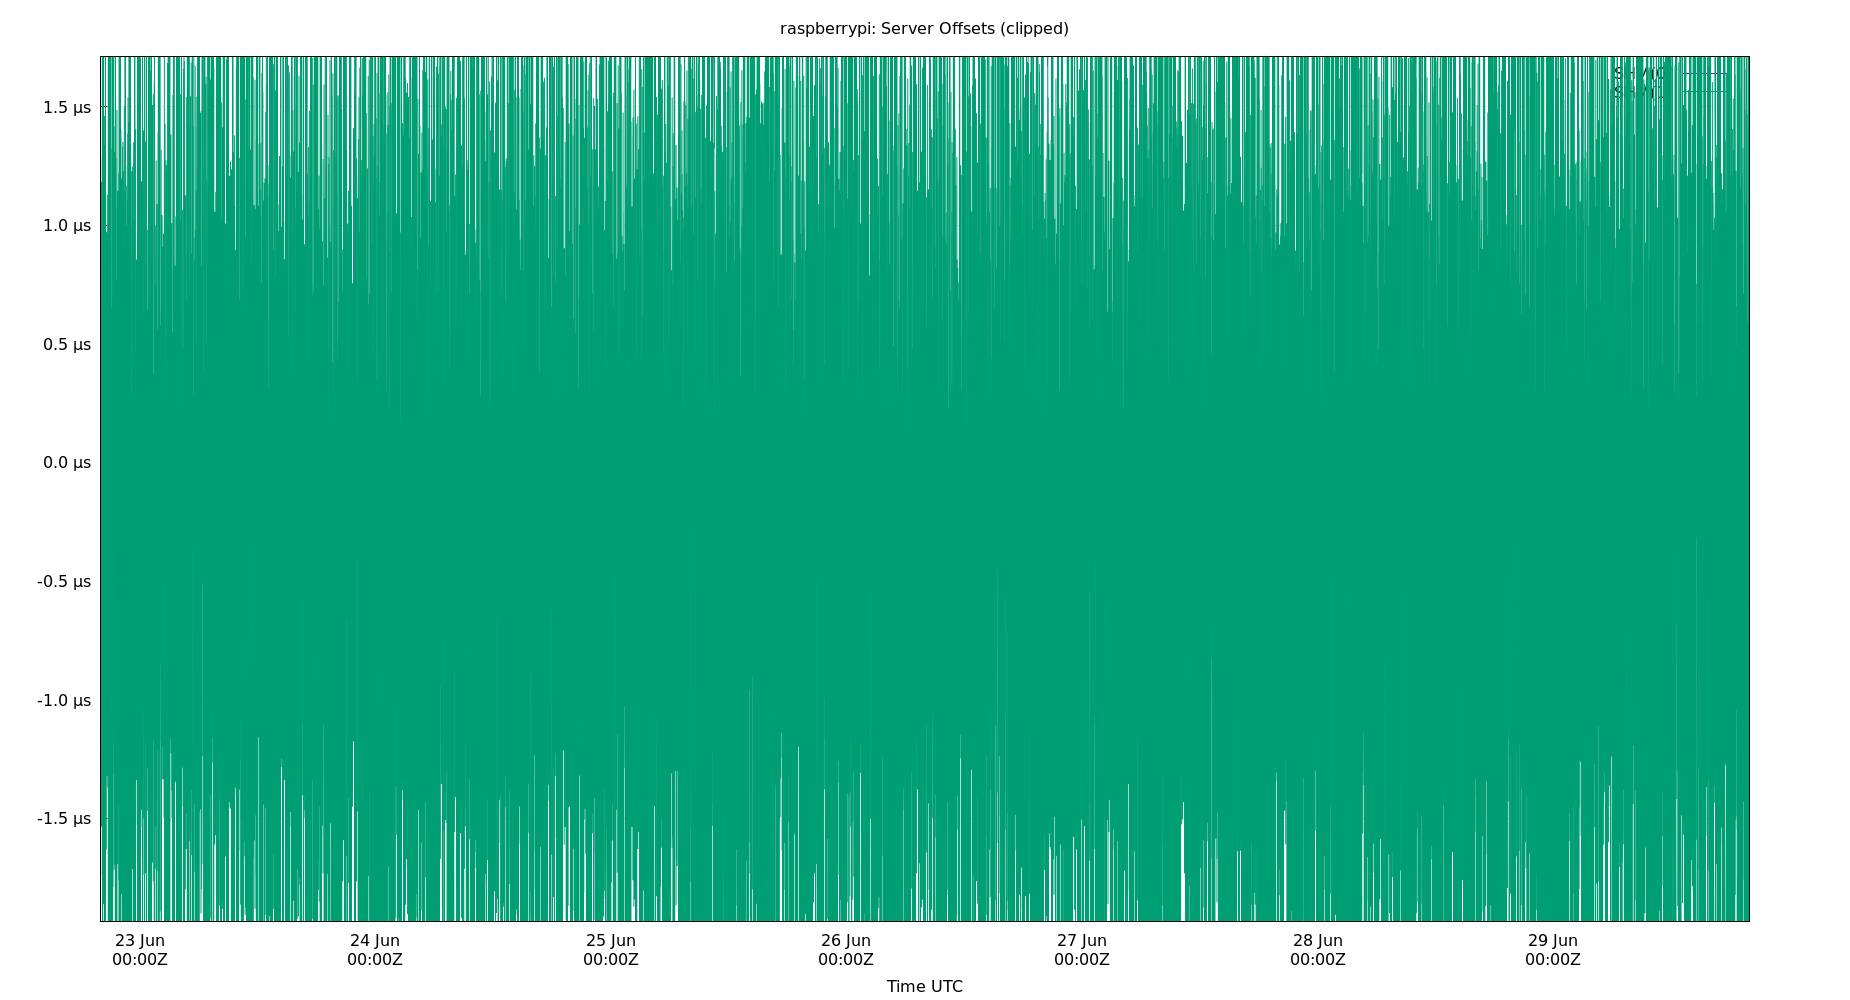 raspberrypi: Server Offsets (clipped)
1.5 µs
1.0 µs
0.5 µs
0.0 µs
-0.5 µs
-1.0 µs
-1.5 µs
23 Jun 24 Jun 25 Jun 26 Jun 27 Jun 28 Jun 29 Jun
00:00Z 00:00Z 00:00Z 00:00Z 00:00Z 00:00Z 00:00Z
Time UTC